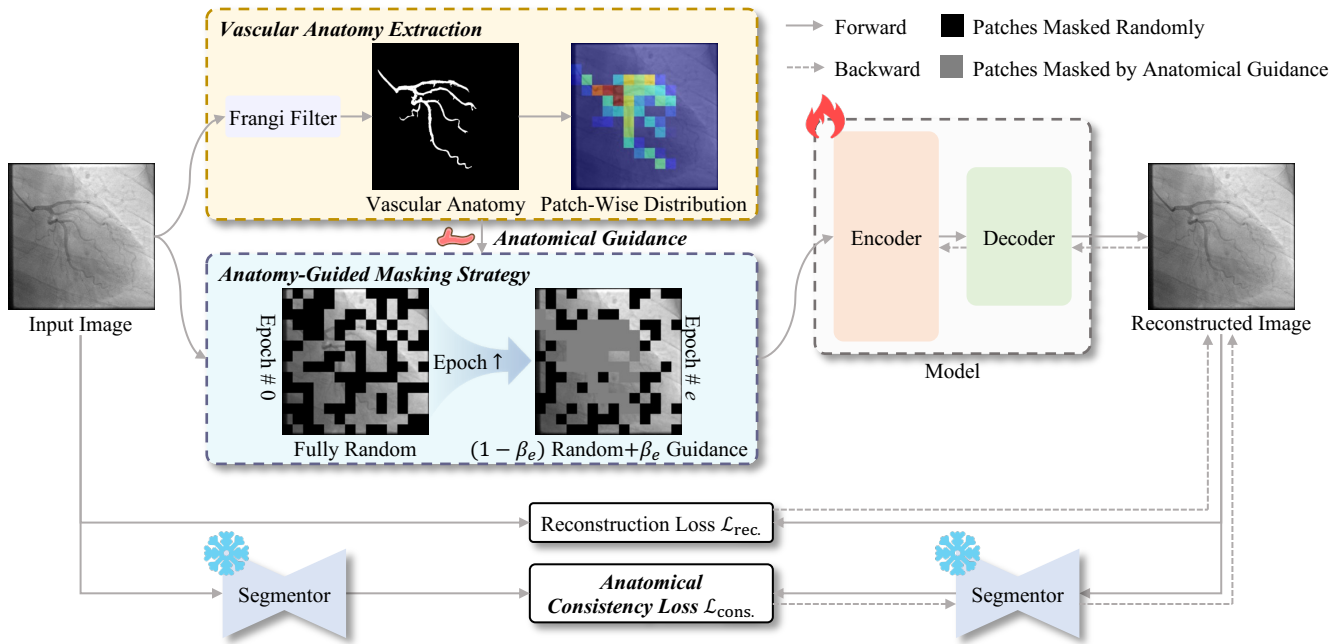 Vascular Anatomy Extraction
Frangi Filter
Vascular Anatomy
Patch-Wise Distribution
Forward
Patches Masked Randomly
Backward
Patches Masked by Anatomical Guidance
Input Image
Anatomical Guidance
Anatomy-Guided Masking Strategy
Epoch # 0
Epoch ↑
Epoch # e
Fully Random
(1 − β_e) Random+β_e Guidance
Encoder
Decoder
Model
Reconstructed Image
Reconstruction Loss ℒ_rec.
Segmentor
Anatomical
Consistency Loss ℒ_cons.
Segmentor